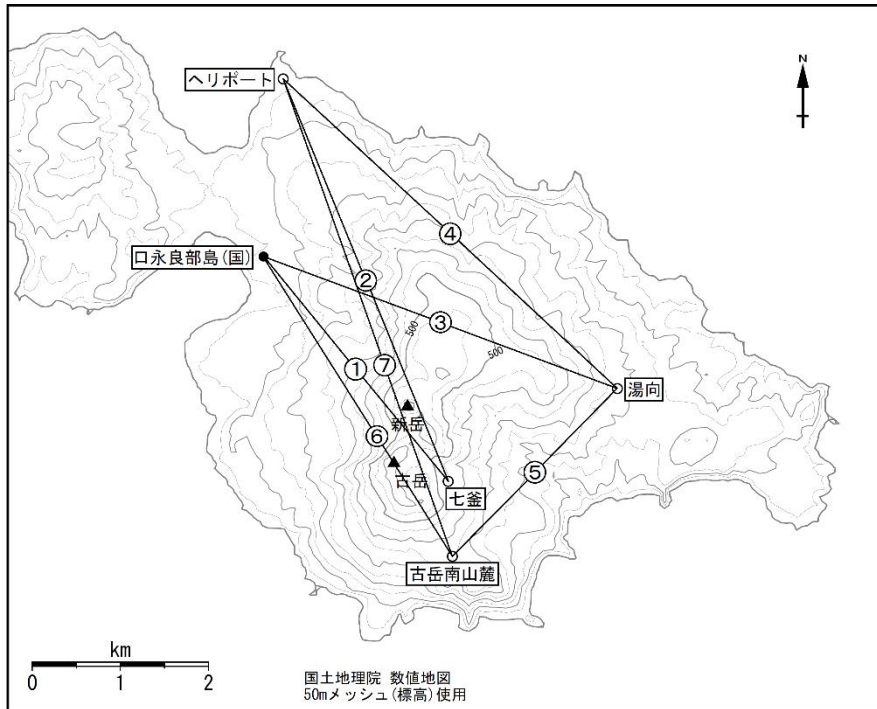 N
ヘリポート
④
口永良部島(国)
②
③
500
500
①
⑦
湯向
新岳
⑥
古岳
⑤
七釜
古岳南山麓
km
0 1 2
国土地理院 数値地図
50mメッシュ(標高)使用